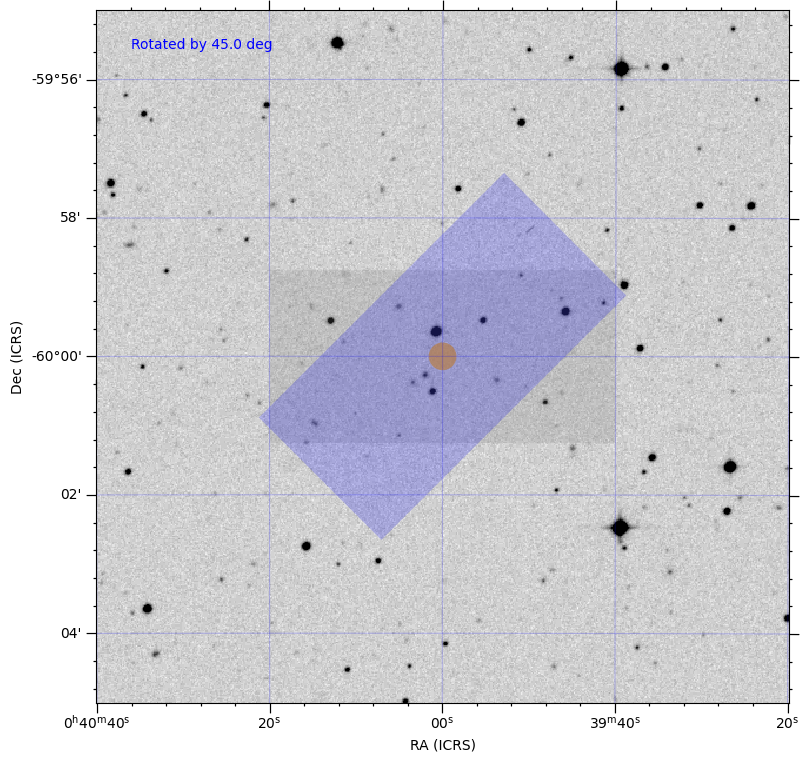 Rotated by 45.0 deg
-59°56'
58'
-60°00'
02'
04'
0ʰ40ᵐ40ˢ 20ˢ 00ˢ 39ᵐ40ˢ 20ˢ
RA (ICRS)
Dec (ICRS)